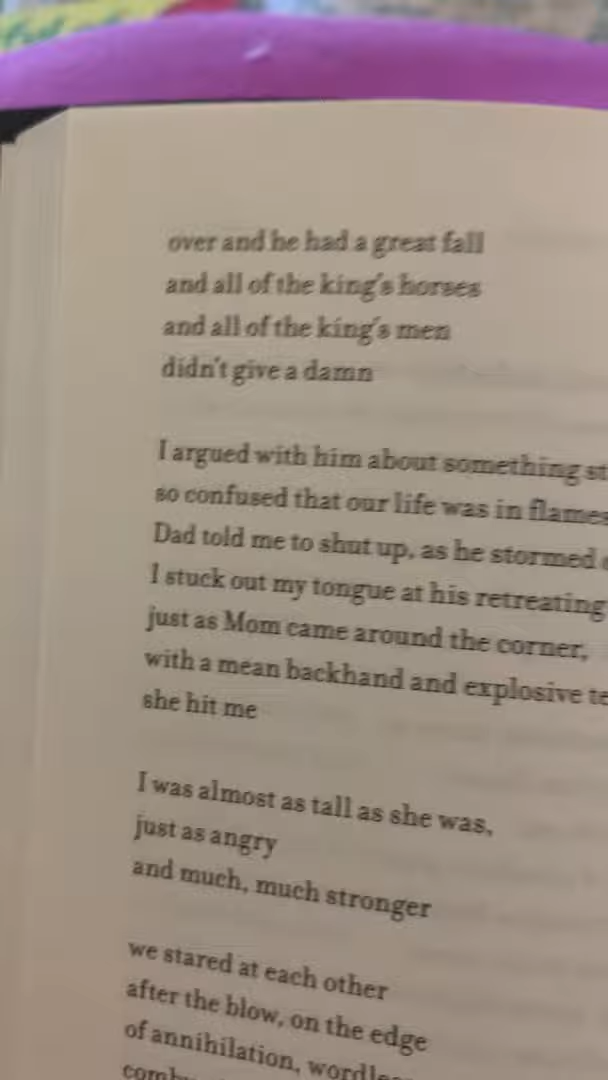 over and he had a great fall
and all of the king's horses
and all of the king's men
didn't give a damn
I argued with him about something
so confused that our life was in flames
Dad told me to shut up, as he stormed
I stuck out my tongue at his retreating
just as Mom came around the corner,
with a mean backhand and explosive
she hit me
I was almost as tall as she was,
just as angry
and much, much stronger
we stared at each other
after the blow, on the edge
of annihilation,